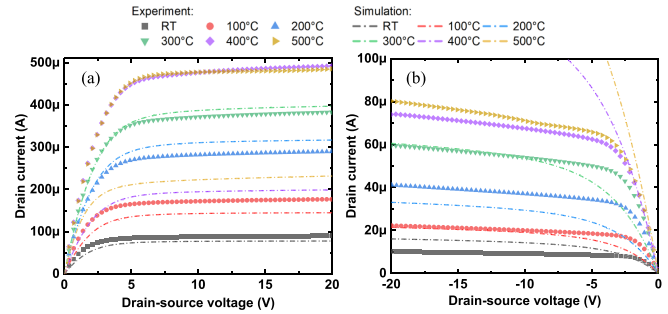 Experiment: Simulation:
RT 100°C 200°C RT 100°C 200°C
300°C 400°C 500°C 300°C 400°C 500°C
(a)
500µ
400µ
300µ
200µ
100µ
0
0 5 10 15 20
Drain current (A)
Drain-source voltage (V)
(b)
100µ
80µ
60µ
40µ
20µ
0
-20 -15 -10 -5 0
Drain current (A)
Drain-source voltage (V)